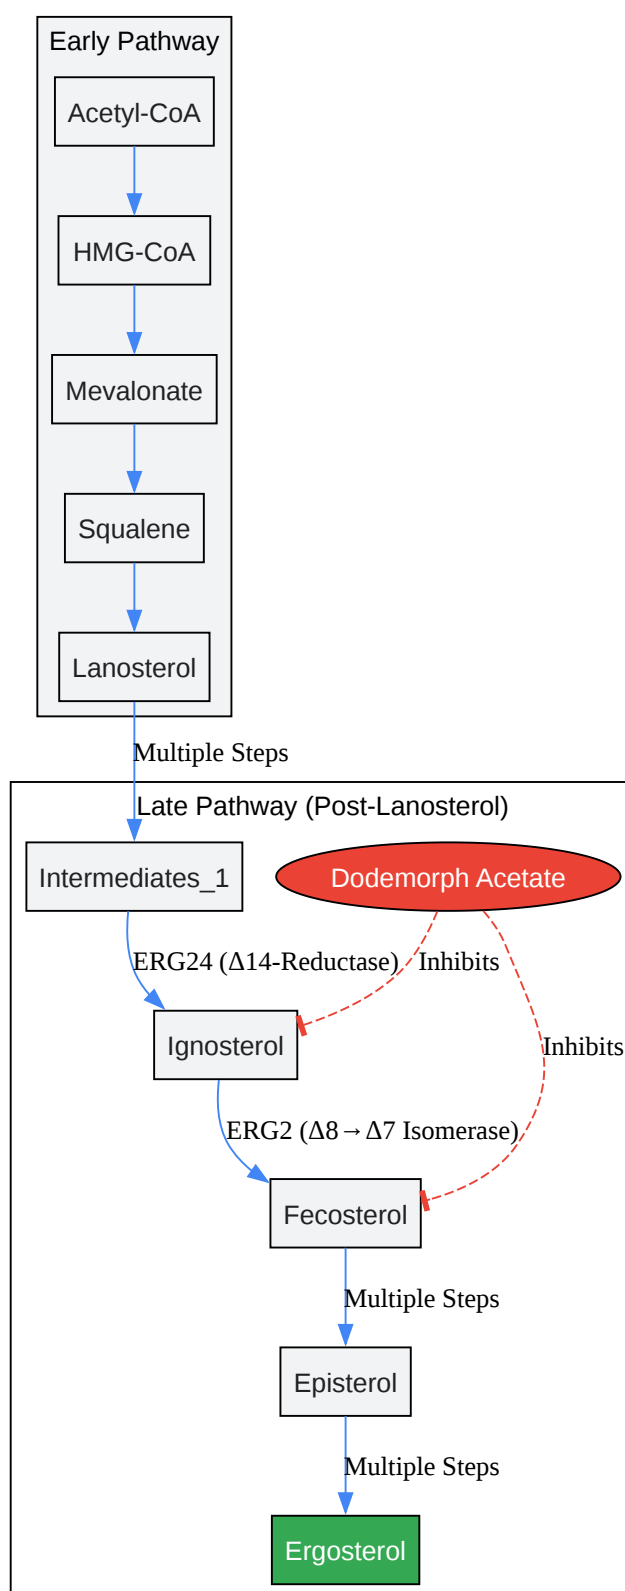 Early Pathway
Acetyl-CoA
HMG-CoA
Mevalonate
Squalene
Lanosterol
Multiple Steps
Late Pathway (Post-Lanosterol)
Intermediates_1
Dodemorph Acetate
ERG24 (Δ14-Reductase)
Inhibits
Ignosterol
Inhibits
ERG2 (Δ8→Δ7 Isomerase)
Fecosterol
Multiple Steps
Episterol
Multiple Steps
Ergosterol